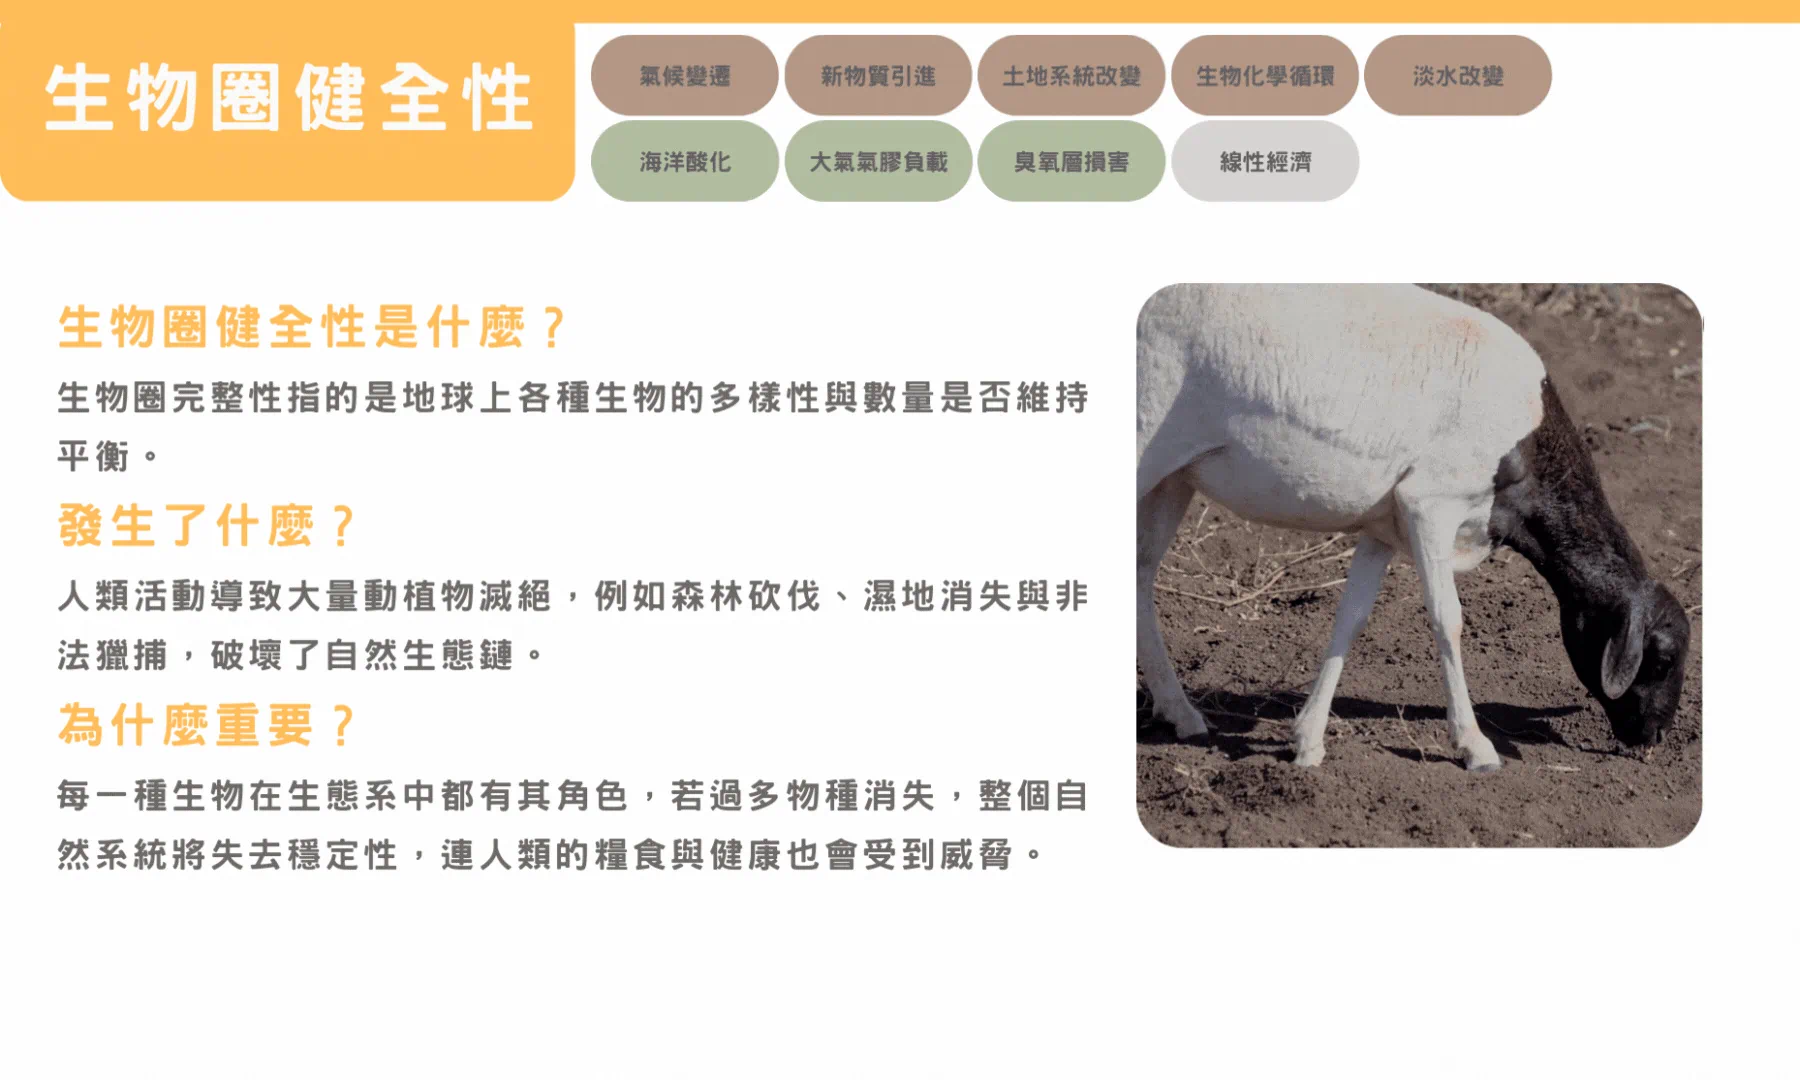 生物圈健全性
氣候變遷
新物質引進
土地系統改變
生物化學循環
淡水改變
海洋酸化
大氣氣膠負載
臭氧層損害
線性經濟
生物圈健全性是什麼？
生物圈完整性指的是地球上各種生物的多樣性與數量是否維持
平衡。
發生了什麼？
人類活動導致大量動植物滅絕，例如森林砍伐、濕地消失與非
法獵捕，破壞了自然生態鏈。
為什麼重要？
每一種生物在生態系中都有其角色，若過多物種消失，整個自
然系統將失去穩定性，連人類的糧食與健康也會受到威脅。